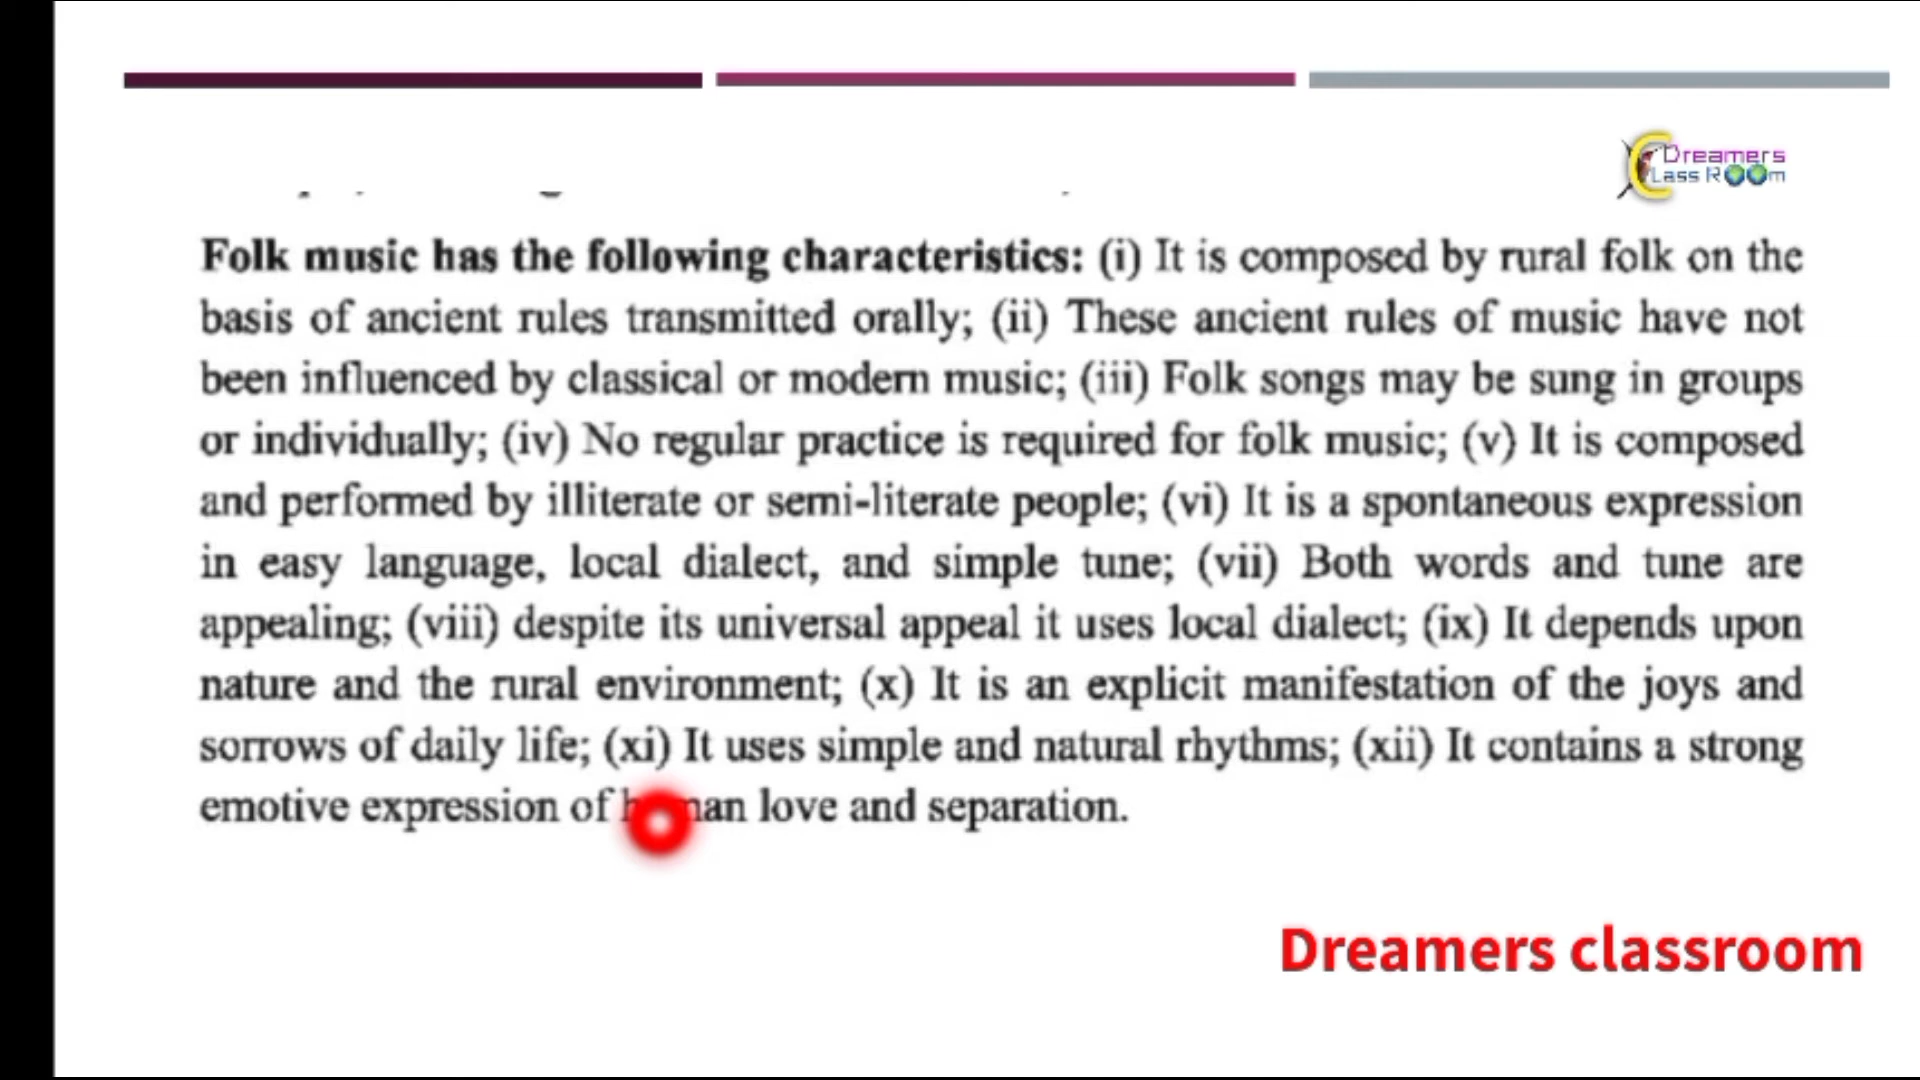 Dreamers
Lass ROOm
Folk music has the following characteristics: (i) It is composed by rural folk on the
basis of ancient rules transmitted orally; (ii) These ancient rules of music have not
been influenced by classical or modern music; (iii) Folk songs may be sung in groups
or individually; (iv) No regular practice is required for folk music; (v) It is composed
and performed by illiterate or semi-literate people; (vi) It is a spontaneous expression
in easy language, local dialect, and simple tune; (vii) Both words and tune are
appealing; (viii) despite its universal appeal it uses local dialect; (ix) It depends upon
nature and the rural environment; (x) It is an explicit manifestation of the joys and
sorrows of daily life; (xi) It uses simple and natural rhythms; (xii) It contains a strong
emotive expression of human love and separation.
Dreamers classroom